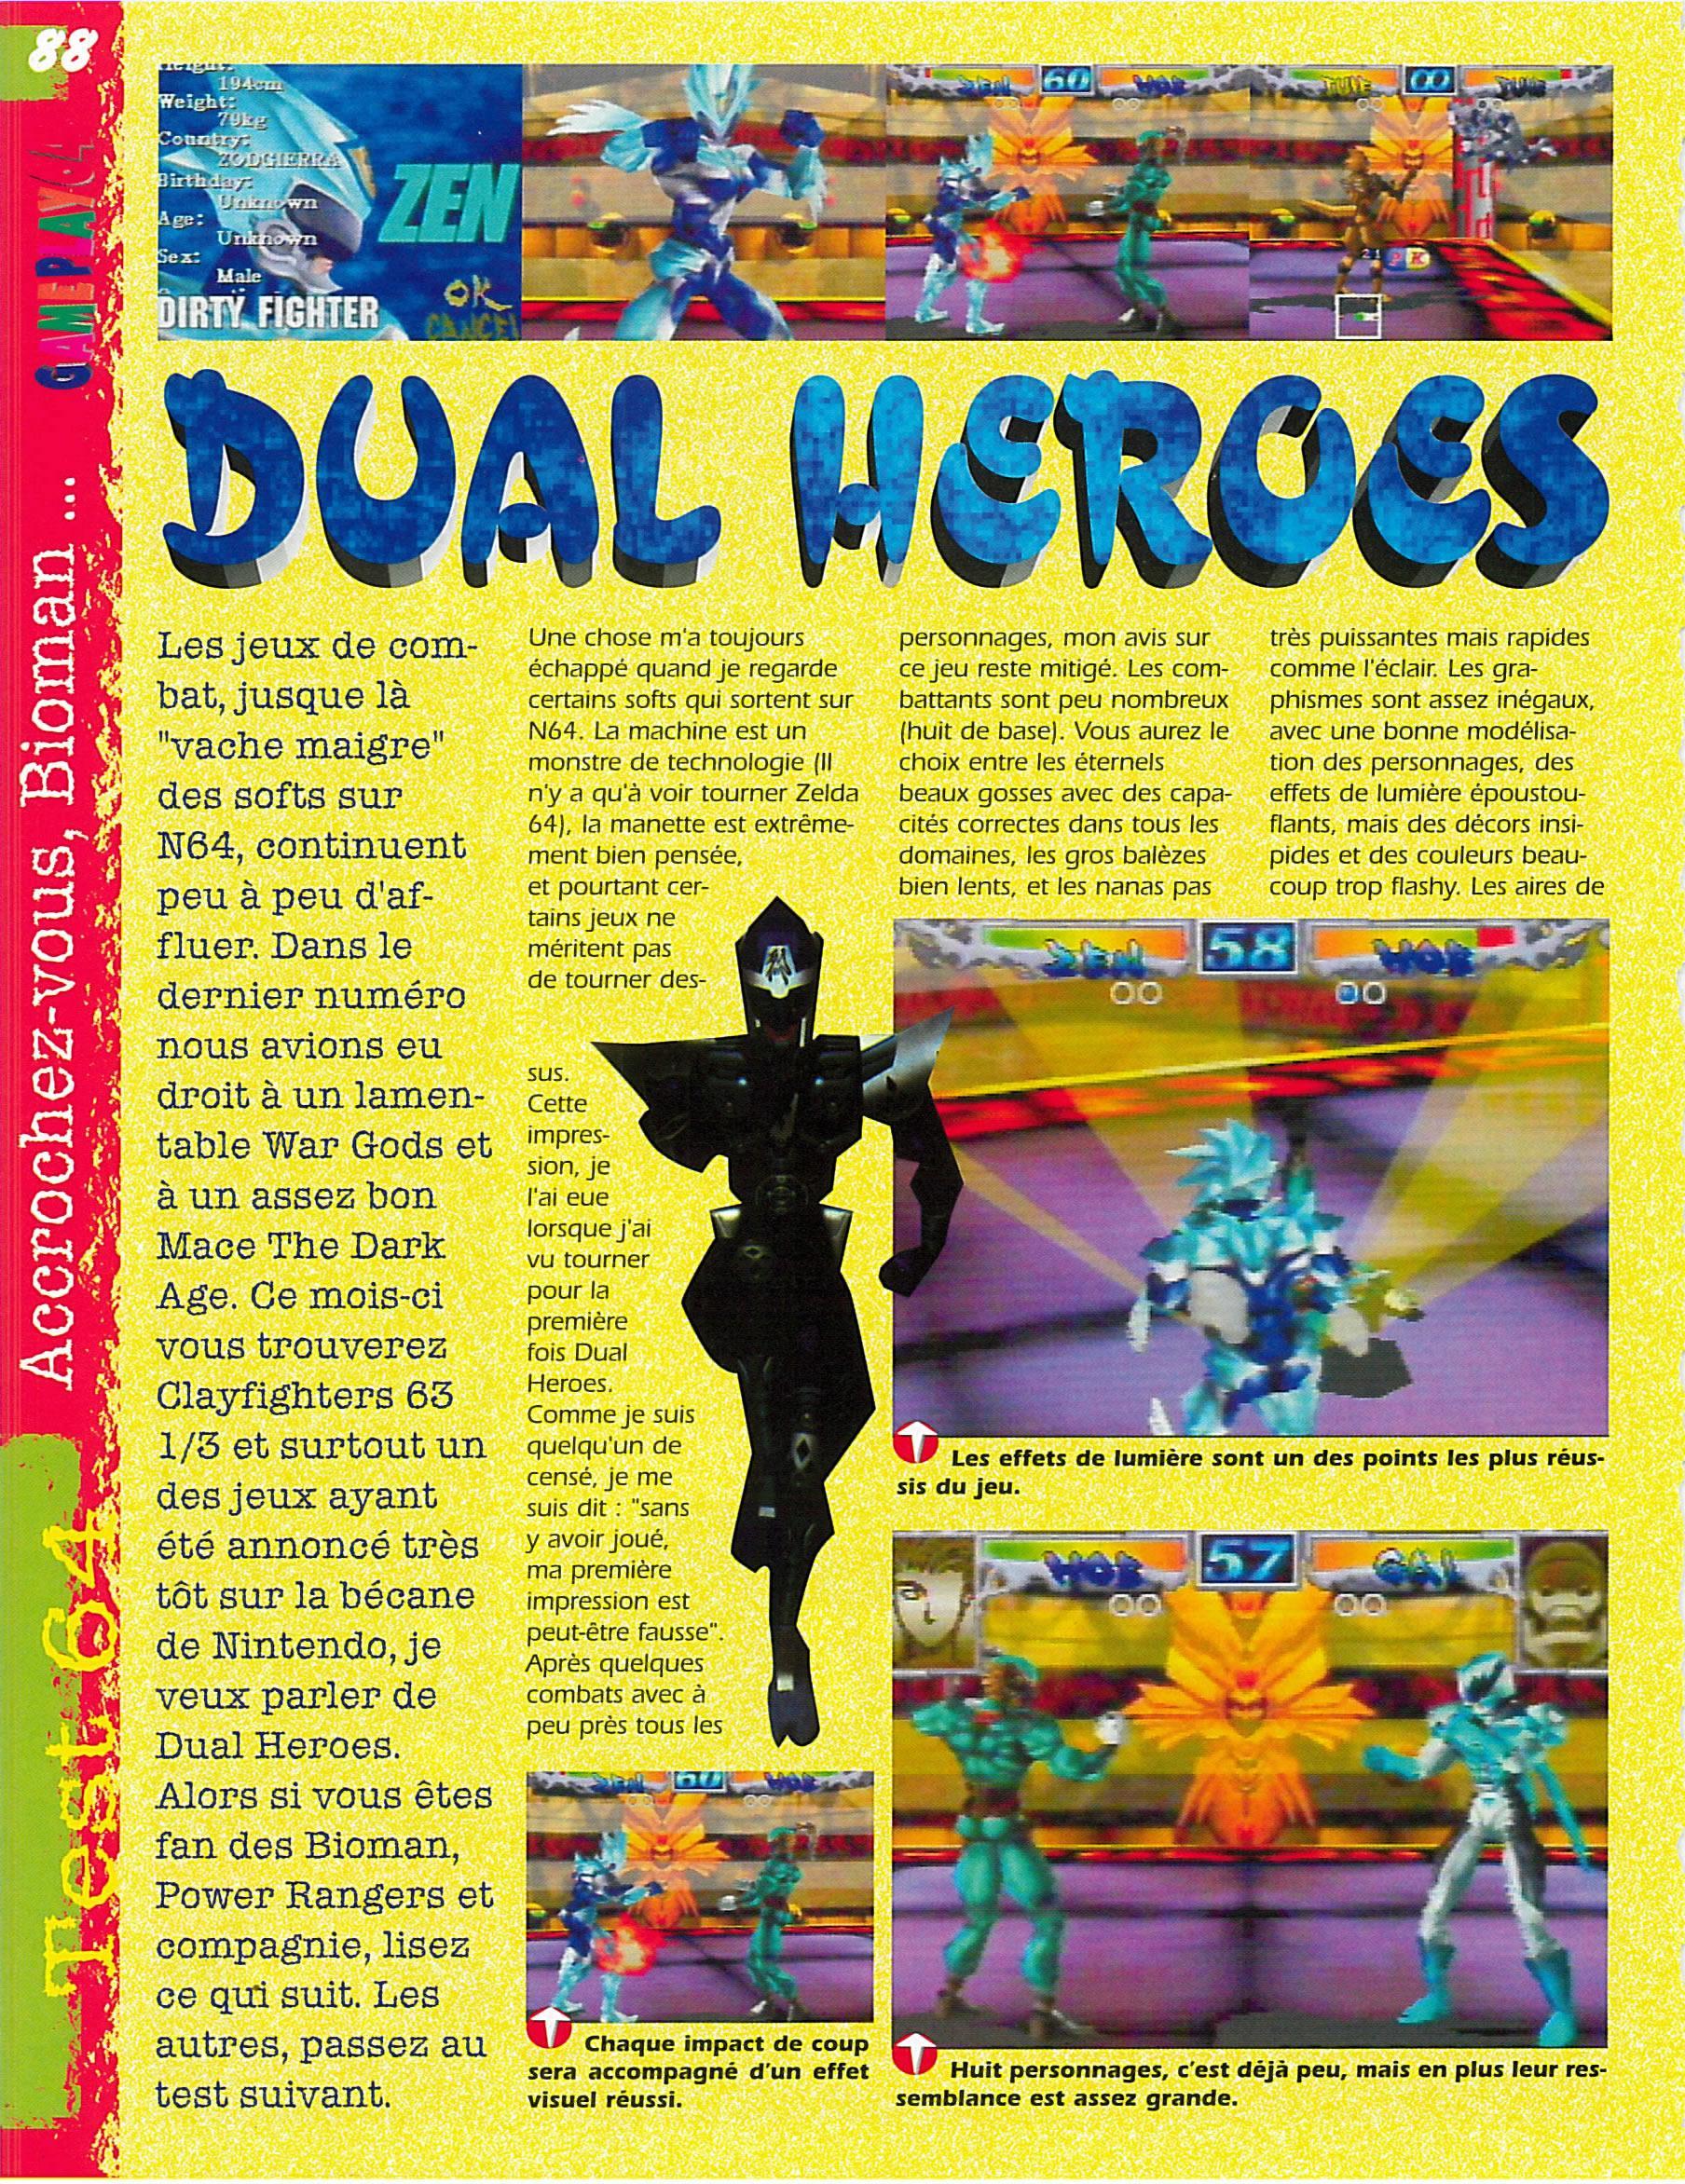 88
GAMEPLAY 64
Accrochez-vous, Bioman ...
Test 64
Height:
194cm
Weight:
79kg
Country:
ZODGIERRA
Birthday:
Unknown
Age:
Unknown
Sex:
Male
ZEN
DIRTY FIGHTER
OK
CANCEL
ZEN 60 HOR
00
21 P K
DUAL HEROES
Les jeux de com-
bat, jusque là
"vache maigre"
des softs sur
N64, continuent
peu à peu d'af-
fluer. Dans le
dernier numéro
nous avions eu
droit à un lamen-
table War Gods et
à un assez bon
Mace The Dark
Age. Ce mois-ci
vous trouverez
Clayfighters 63
1/3 et surtout un
des jeux ayant
été annoncé très
tôt sur la bécane
de Nintendo, je
veux parler de
Dual Heroes.
Alors si vous êtes
fan des Bioman,
Power Rangers et
compagnie, lisez
ce qui suit. Les
autres, passez au
test suivant.
Une chose m'a toujours
échappé quand je regarde
certains softs qui sortent sur
N64. La machine est un
monstre de technologie (Il
n'y a qu'à voir tourner Zelda
64), la manette est extrême-
ment bien pensée,
et pourtant cer-
tains jeux ne
méritent pas
de tourner des-
sus.
Cette
impres-
sion, je
l'ai eue
lorsque j'ai
vu tourner
pour la
première
fois Dual
Heroes.
Comme je suis
quelqu'un de
censé, je me
suis dit : "sans
y avoir joué,
ma première
impression est
peut-être fausse".
Après quelques
combats avec à
peu près tous les
ZEN 60 HOR
Chaque impact de coup
sera accompagné d'un effet
visuel réussi.
personnages, mon avis sur
ce jeu reste mitigé. Les com-
battants sont peu nombreux
(huit de base). Vous aurez le
choix entre les éternels
beaux gosses avec des capa-
cités correctes dans tous les
domaines, les gros balèzes
bien lents, et les nanas pas
très puissantes mais rapides
comme l'éclair. Les gra-
phismes sont assez inégaux,
avec une bonne modélisa-
tion des personnages, des
effets de lumière époustou-
flants, mais des décors insi-
pides et des couleurs beau-
coup trop flashy. Les aires de
ZEN 58 HOR
Les effets de lumière sont un des points les plus réus-
sis du jeu.
HOR 57 GAI
Huit personnages, c'est déjà peu, mais en plus leur res-
semblance est assez grande.